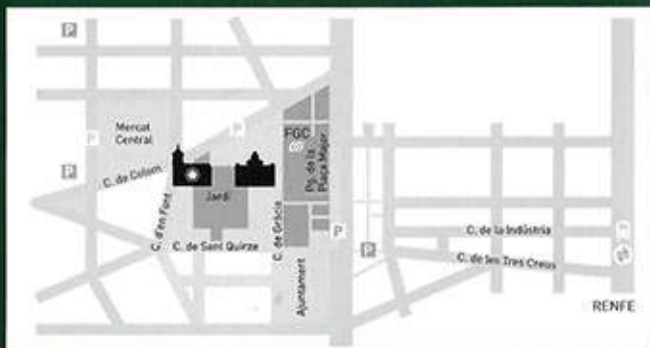 P
Mercat
Central
P
P
FGC
Pg. de la
Plaça Major
P
C. de Colom
Jardí
C. d'en Font
C. de Sant Quirze
C. de Gràcia
Ajuntament
P
P
C. de la Indústria
C. de les Tres Creus
RENFE